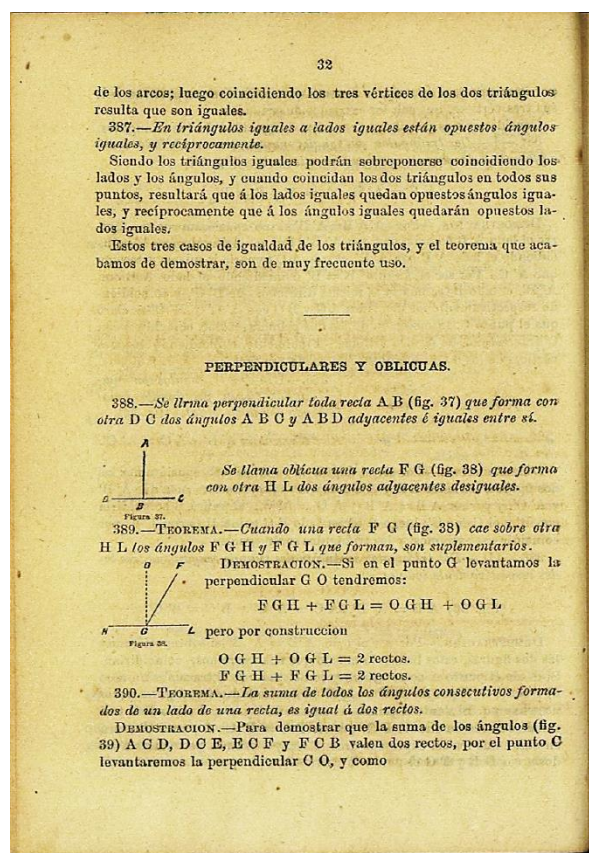 32
de los arcos; luego coincidiendo los tres vértices de los dos triángulos
resulta que son iguales.
387.—En triángulos iguales a lados iguales están opuestos ángulos
iguales, y recíprocamente.
Siendo los triángulos iguales podrán sobreponerse coincidiendo los
lados y los ángulos, y cuando coincidan los dos triángulos en todos sus
puntos, resultará que á los lados iguales quedan opuestos ángulos igua-
les, y recíprocamente que á los ángulos iguales quedarán opuestos la-
dos iguales.
Estos tres casos de igualdad de los triángulos, y el teorema que aca-
bamos de demostrar, son de muy frecuente uso.
PERPENDICULARES Y OBLICUAS.
388.—Se llrma perpendicular toda recta A B (fig. 37) que forma con
otra D C dos ángulos A B C y A B D adyacentes é iguales entre sí.
A
Se llama oblícua una recta F G (fig. 38) que forma
con otra H L dos ángulos adyacentes desiguales.
C
B
Figura 37.
389.—TEOREMA.—Cuando una recta F G (fig. 38) cae sobre otra
H L los ángulos F G H y F G L que forman, son suplementarios.
O F
DEMOSTRACION.—Si en el punto G levantamos la
perpendicular G O tendremos:
F G H + F G L = O G H + O G L
H G L
pero por construccion
Figura 38.
O G H + O G L = 2 rectos.
F G H + F G L = 2 rectos.
390.—TEOREMA.—La suma de todos los ángulos consecutivos forma-
dos de un lado de una recta, es igual á dos rectos.
DEMOSTRACION.—Para demostrar que la suma de los ángulos (fig.
39) A C D, D C E, E C F y F C B valen dos rectos, por el punto C
levantaremos la perpendicular C O, y como